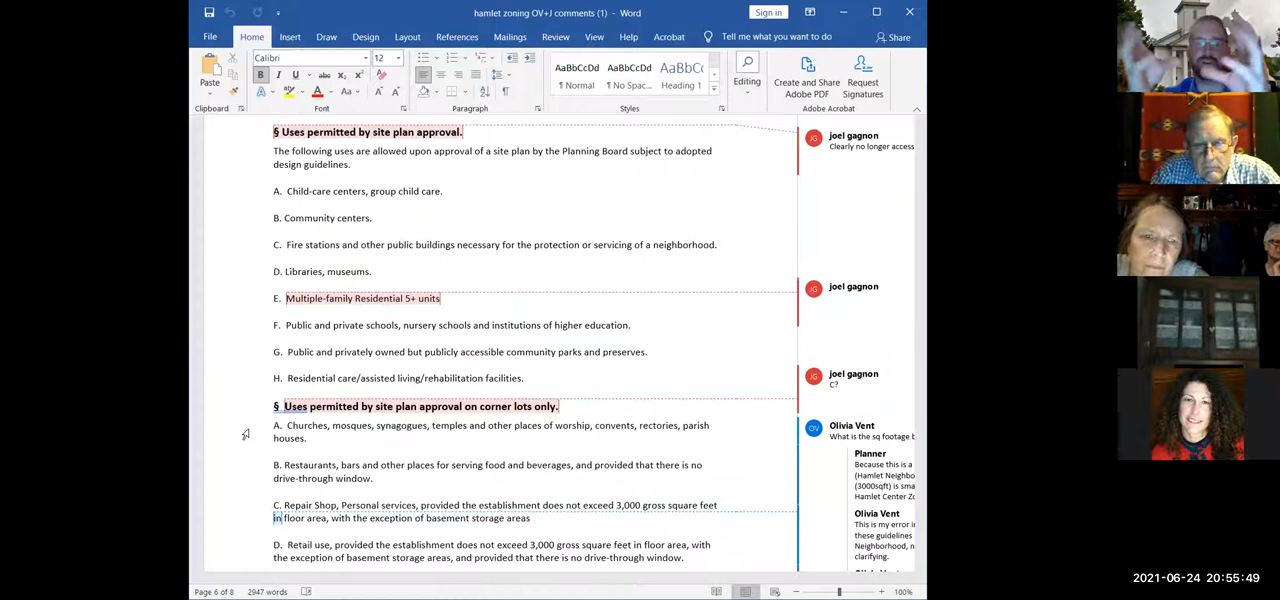 hamlet zoning OV+J comments (1) - Word
Sign in
File Home Insert Draw Design Layout References Mailings Review View Help Acrobat Tell me what you want to do Share
Paste
Calibri 12
B I U abc x₂ x²
A A Aa A A
AaBbCcDd AaBbCcDd AaBbC
¶ Normal ¶ No Spac... Heading 1
Editing
Create and Share Adobe PDF
Request Signatures
Clipboard Font Paragraph Styles Adobe Acrobat
§ Uses permitted by site plan approval.
The following uses are allowed upon approval of a site plan by the Planning Board subject to adopted
design guidelines.
A. Child-care centers, group child care.
B. Community centers.
C. Fire stations and other public buildings necessary for the protection or servicing of a neighborhood.
D. Libraries, museums.
E. Multiple-family Residential 5+ units
F. Public and private schools, nursery schools and institutions of higher education.
G. Public and privately owned but publicly accessible community parks and preserves.
H. Residential care/assisted living/rehabilitation facilities.
§ Uses permitted by site plan approval on corner lots only.
A. Churches, mosques, synagogues, temples and other places of worship, convents, rectories, parish
houses.
B. Restaurants, bars and other places for serving food and beverages, and provided that there is no
drive-through window.
C. Repair Shop, Personal services, provided the establishment does not exceed 3,000 gross square feet
in floor area, with the exception of basement storage areas
D. Retail use, provided the establishment does not exceed 3,000 gross square feet in floor area, with
the exception of basement storage areas, and provided that there is no drive-through window.
JG joel gagnon
Clearly no longer access
JG joel gagnon
JG joel gagnon
C?
OV Olivia Vent
What is the sq footage b
Planner
Because this is a
(Hamlet Neighbo
(3000sqft) is sma
Hamlet Center Zo
Olivia Vent
This is my error i
these guidelines
Neighborhood, n
clarifying.
Page 6 of 8 2947 words
100%
2021-06-24 20:55:49